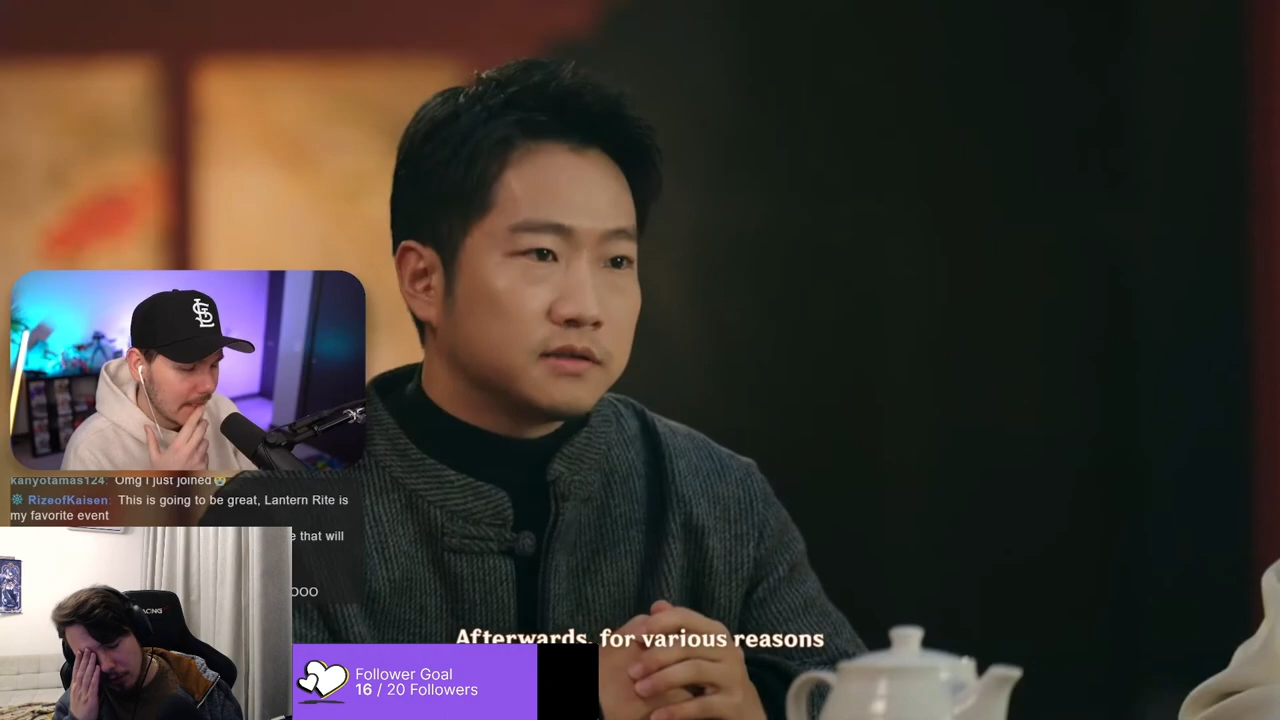 kanyotamas124: Omg I just joined😭
RizeofKaisen: This is going to be great, Lantern Rite is
my favorite event
e that will
ooo
Afterwards, for various reasons
Follower Goal
16 / 20 Followers